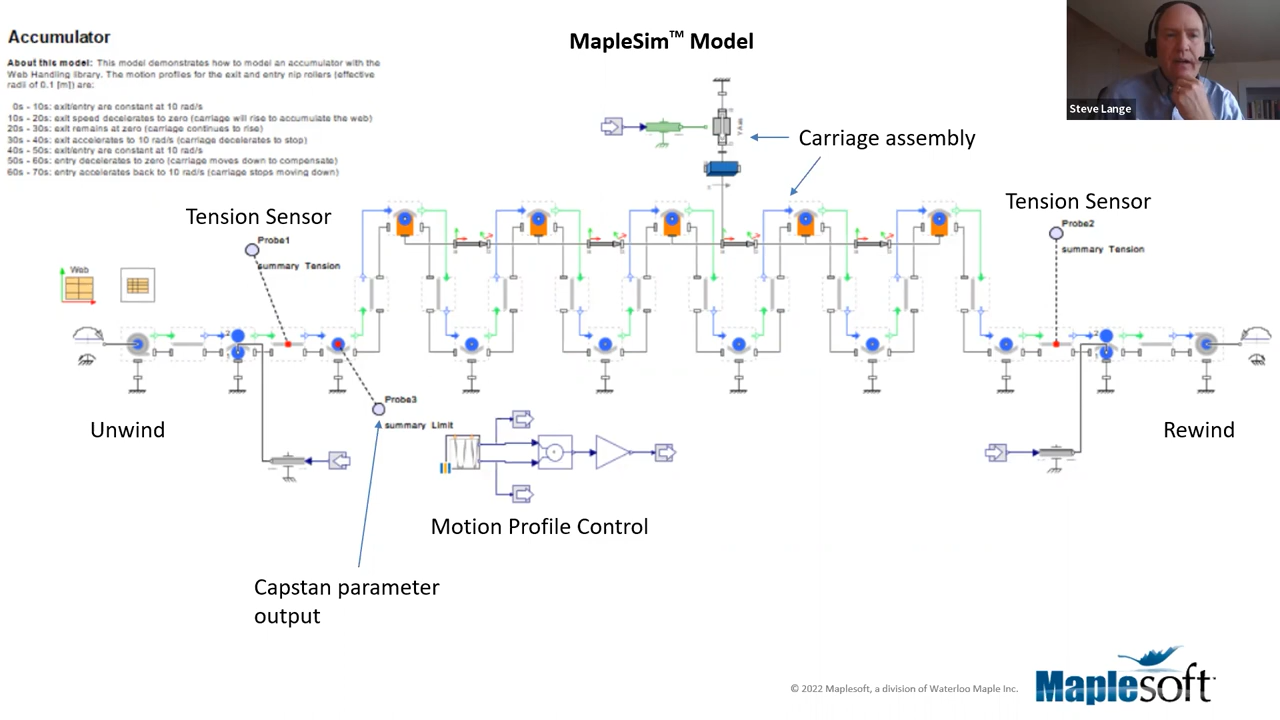 Accumulator
About this model: This model demonstrates how to model an accumulator with the
Web Handling library. The motion profiles for the exit and entry nip rollers (effective
radii of 0.1 [m]) are:
0s - 10s: exit/entry are constant at 10 rad/s
10s - 20s: exit speed decelerates to zero (carriage will rise to accumulate the web)
20s - 30s: exit remains at zero (carriage continues to rise)
30s - 40s: exit accelerates to 10 rad/s (carriage decelerates to stop)
40s - 50s: exit/entry are constant at 10 rad/s
50s - 60s: entry decelerates to zero (carriage moves down to compensate)
60s - 70s: entry accelerates back to 10 rad/s (carriage stops moving down)
MapleSim™ Model
Steve Lange
Carriage assembly
Tension Sensor
Probe1
summary Tension
Tension Sensor
Probe2
summary Tension
Web
2
2
Unwind
Probe3
summary Limit
Rewind
Motion Profile Control
Capstan parameter
output
© 2022 Maplesoft, a division of Waterloo Maple Inc.
Maplesoft